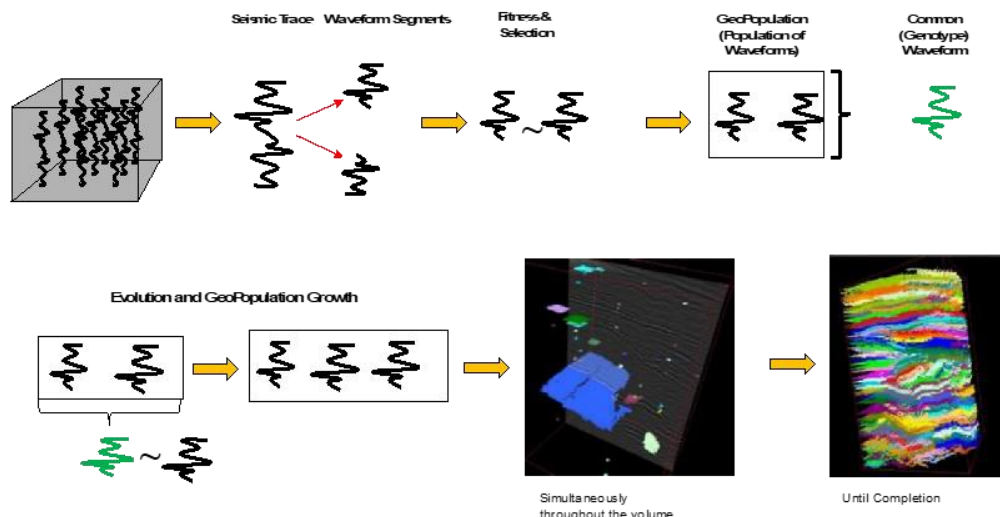 Seismic Trace Waveform Segments
Fitness &
Selection
GeoPopulation
(Population of
Waveforms)
Common
(Genotype)
Waveform
~
Evolution and GeoPopulation Growth
~
Simultaneously
throughout the volume
Until Completion